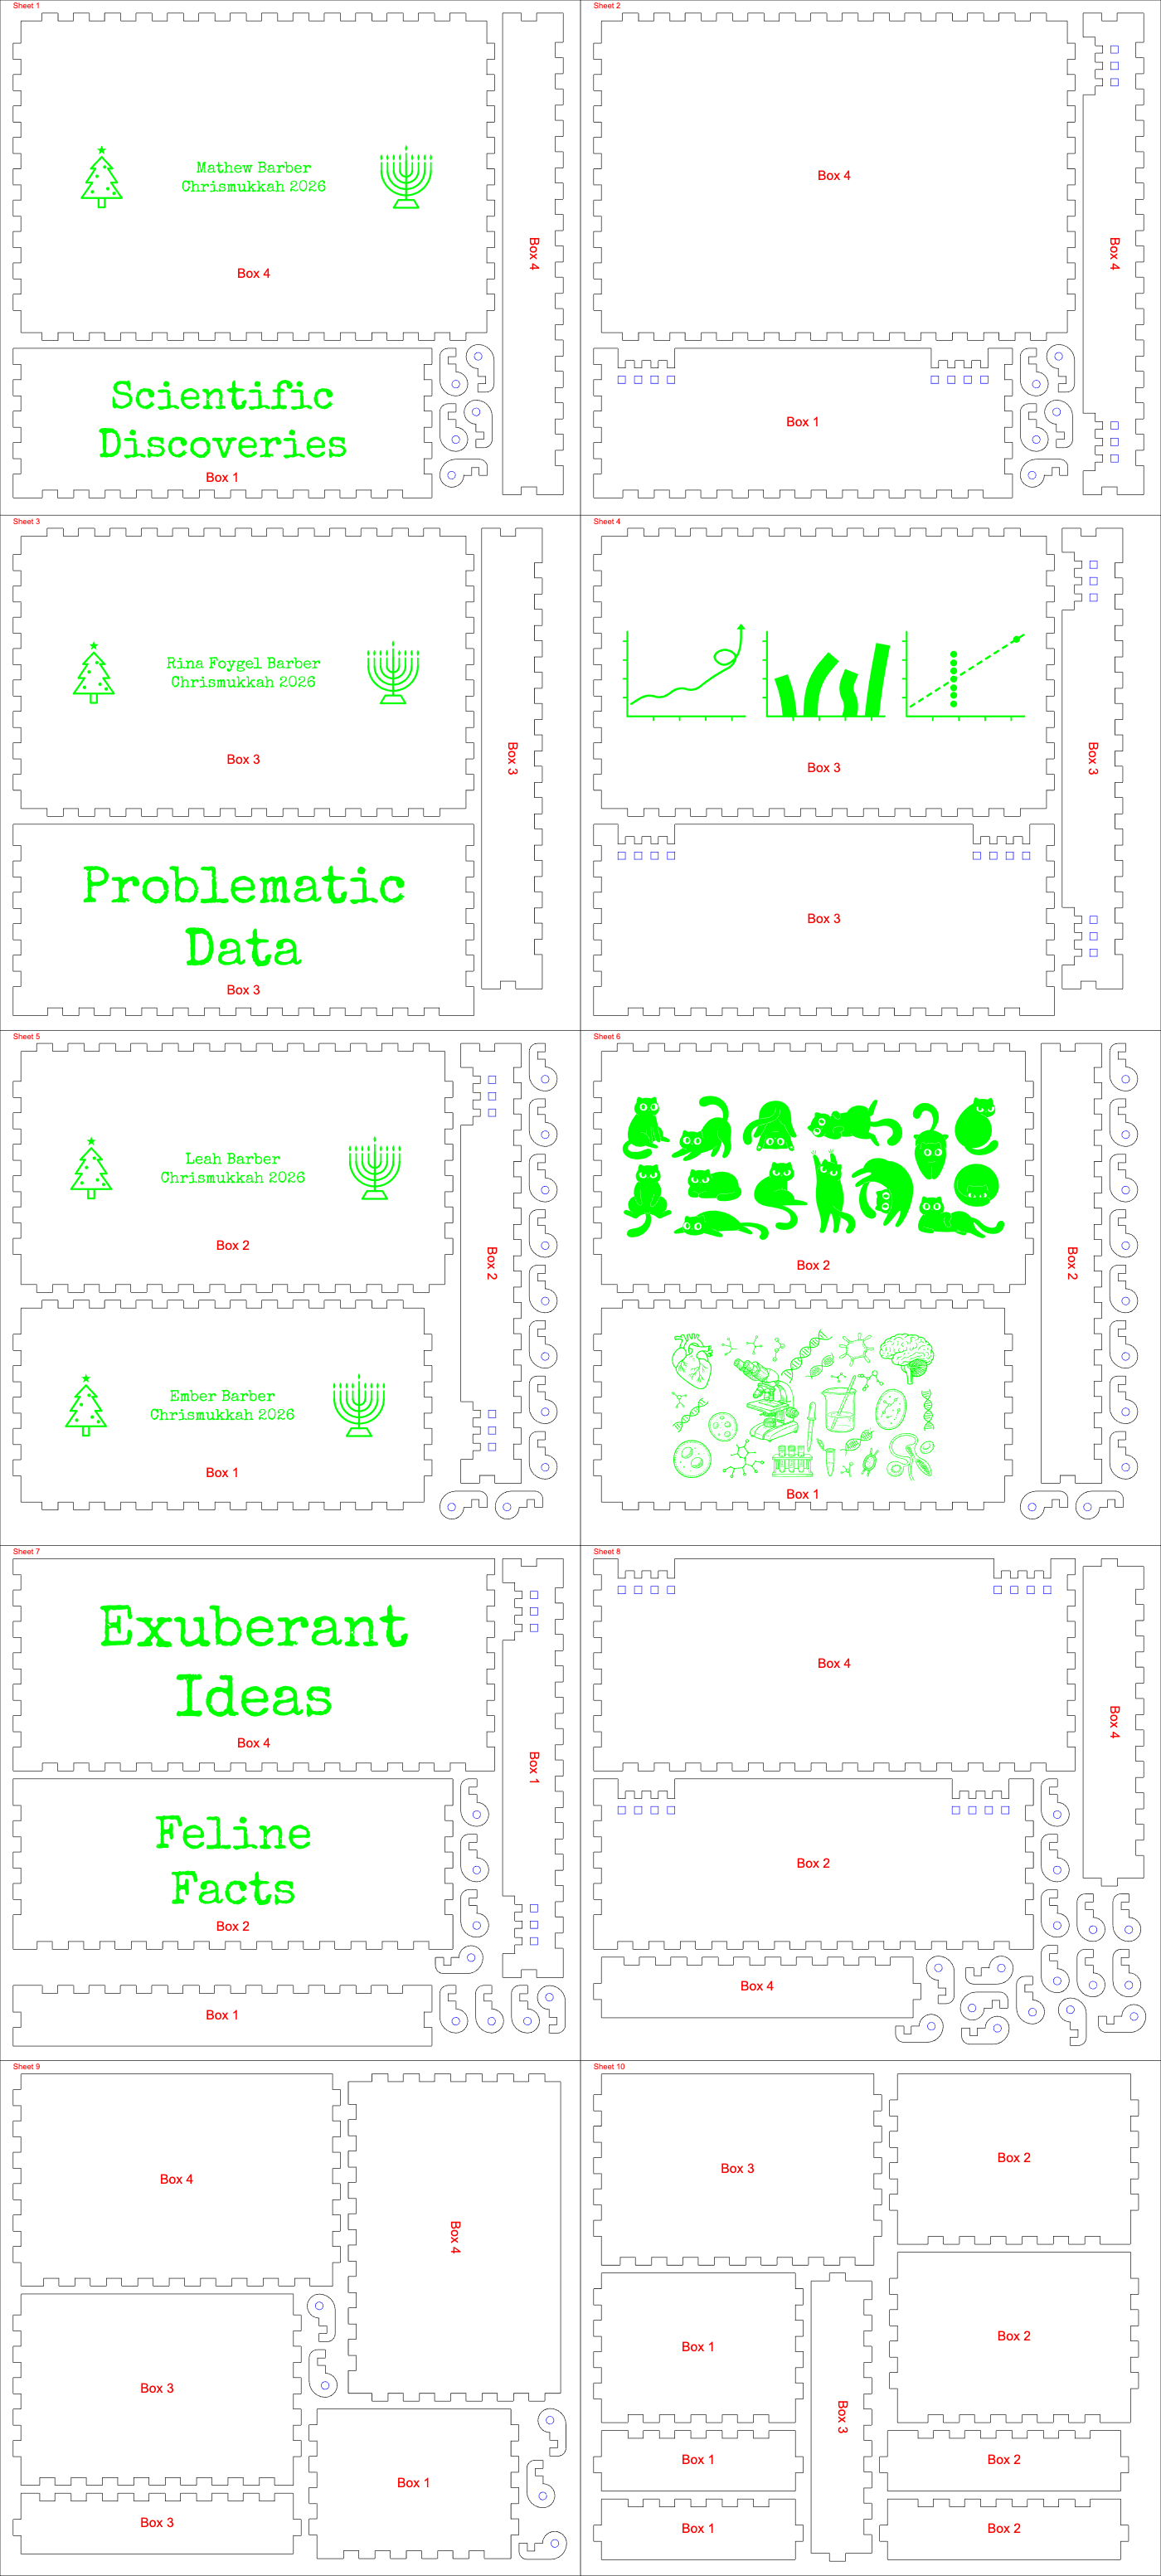 Sheet 1
Mathew Barber
Chrismukkah 2026
Box 4
Box 4
Scientific
Discoveries
Box 1
Sheet 2
Box 4
Box 4
Box 1
Sheet 3
Rina Foygel Barber
Chrismukkah 2026
Box 3
Box 3
Problematic
Data
Box 3
Sheet 4
Box 3
Box 3
Box 3
Sheet 5
Leah Barber
Chrismukkah 2026
Box 2
Box 2
Ember Barber
Chrismukkah 2026
Box 1
Sheet 6
Box 2
Box 2
Box 1
Sheet 7
Exuberant
Ideas
Box 4
Box 1
Feline
Facts
Box 2
Box 1
Sheet 8
Box 4
Box 4
Box 2
Box 4
Sheet 9
Box 4
Box 4
Box 3
Box 1
Box 3
Sheet 10
Box 3
Box 2
Box 1
Box 2
Box 3
Box 1
Box 2
Box 1
Box 2